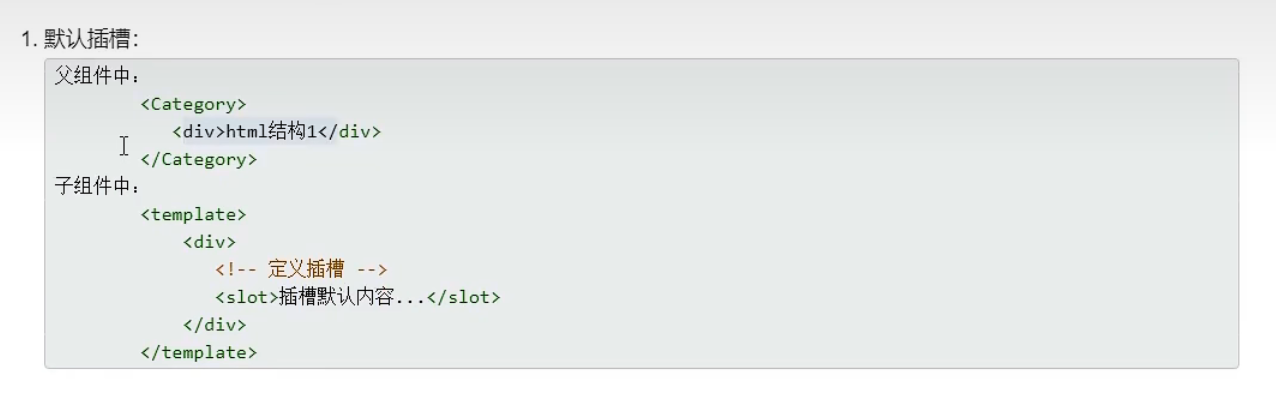 1. 默认插槽：
父组件中：
<Category>
<div>html结构1</div>
</Category>
子组件中：
<template>
<div>
<!-- 定义插槽 -->
<slot>插槽默认内容...</slot>
</div>
</template>